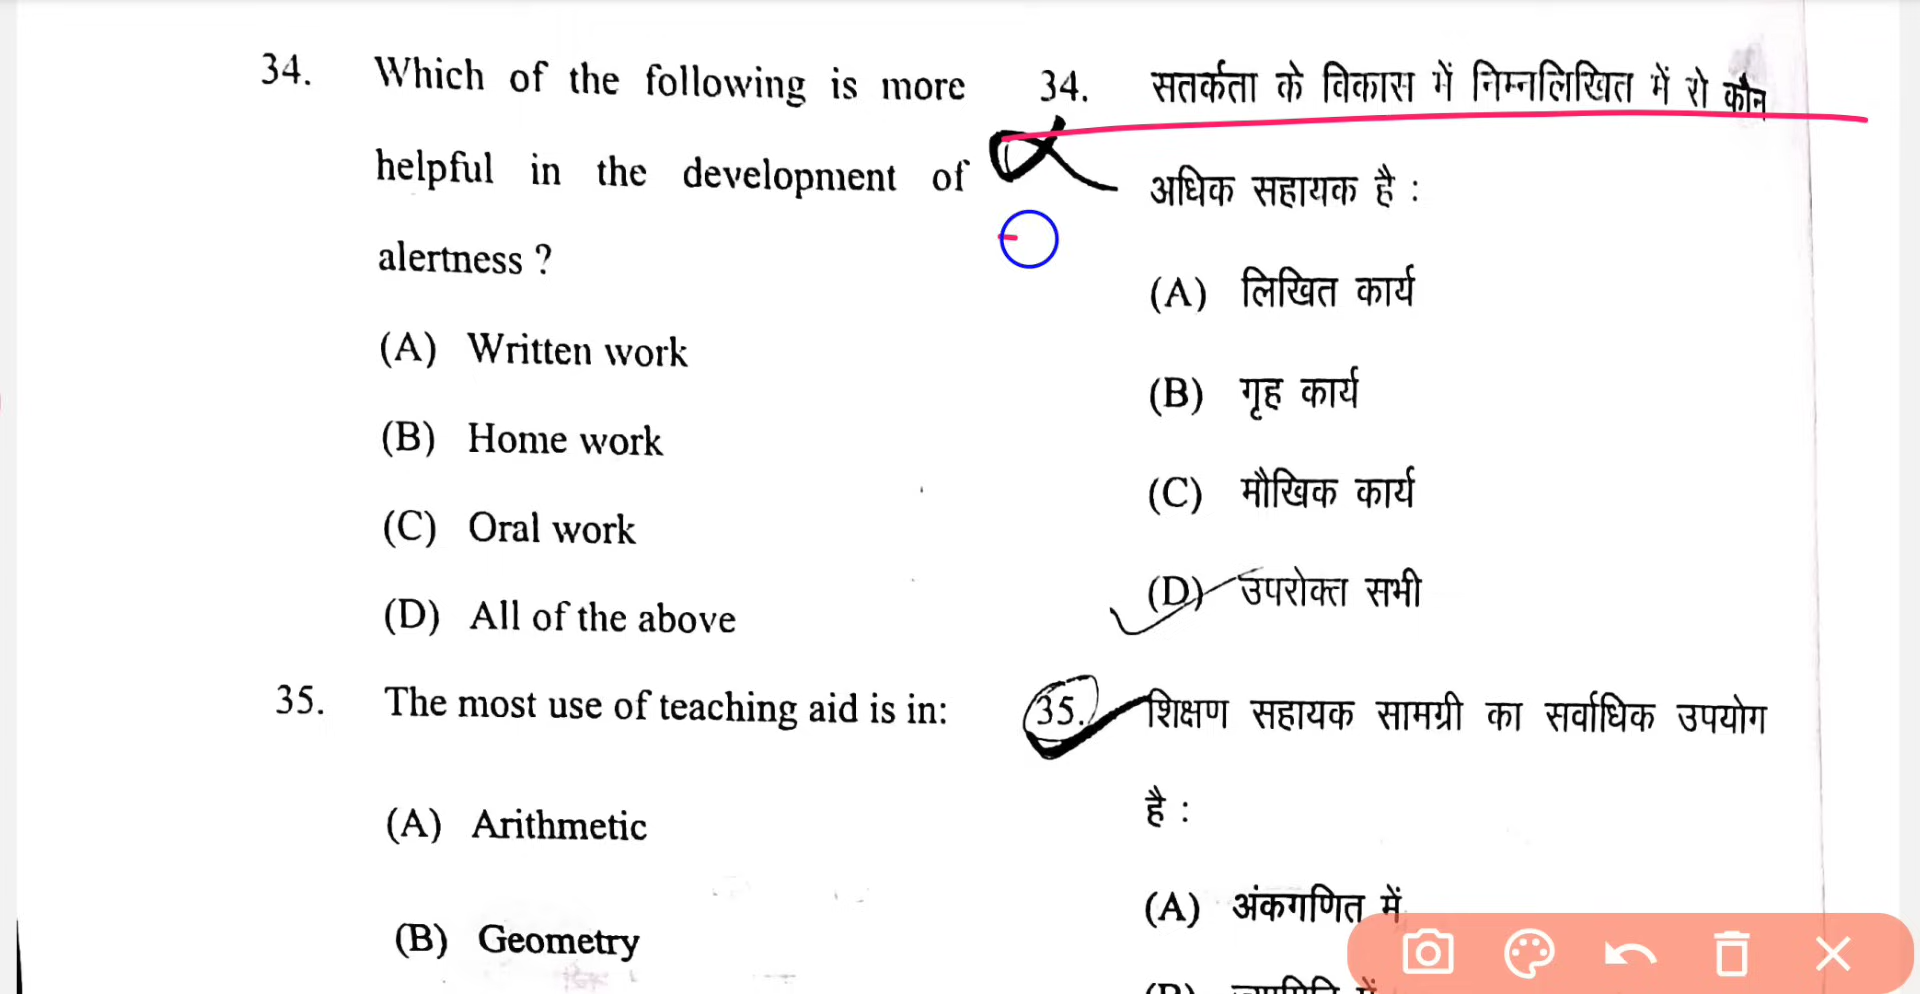 34. Which of the following is more
helpful in the development of
alertness ?
(A) Written work
(B) Home work
(C) Oral work
(D) All of the above
35. The most use of teaching aid is in:
(A) Arithmetic
(B) Geometry
34. सतर्कता के विकास में निम्नलिखित में रो कौन
अधिक सहायक है :
(A) लिखित कार्य
(B) गृह कार्य
(C) मौखिक कार्य
(D) उपरोक्त सभी
35. शिक्षण सहायक सामग्री का सर्वाधिक उपयोग
है :
(A) अंकगणित में